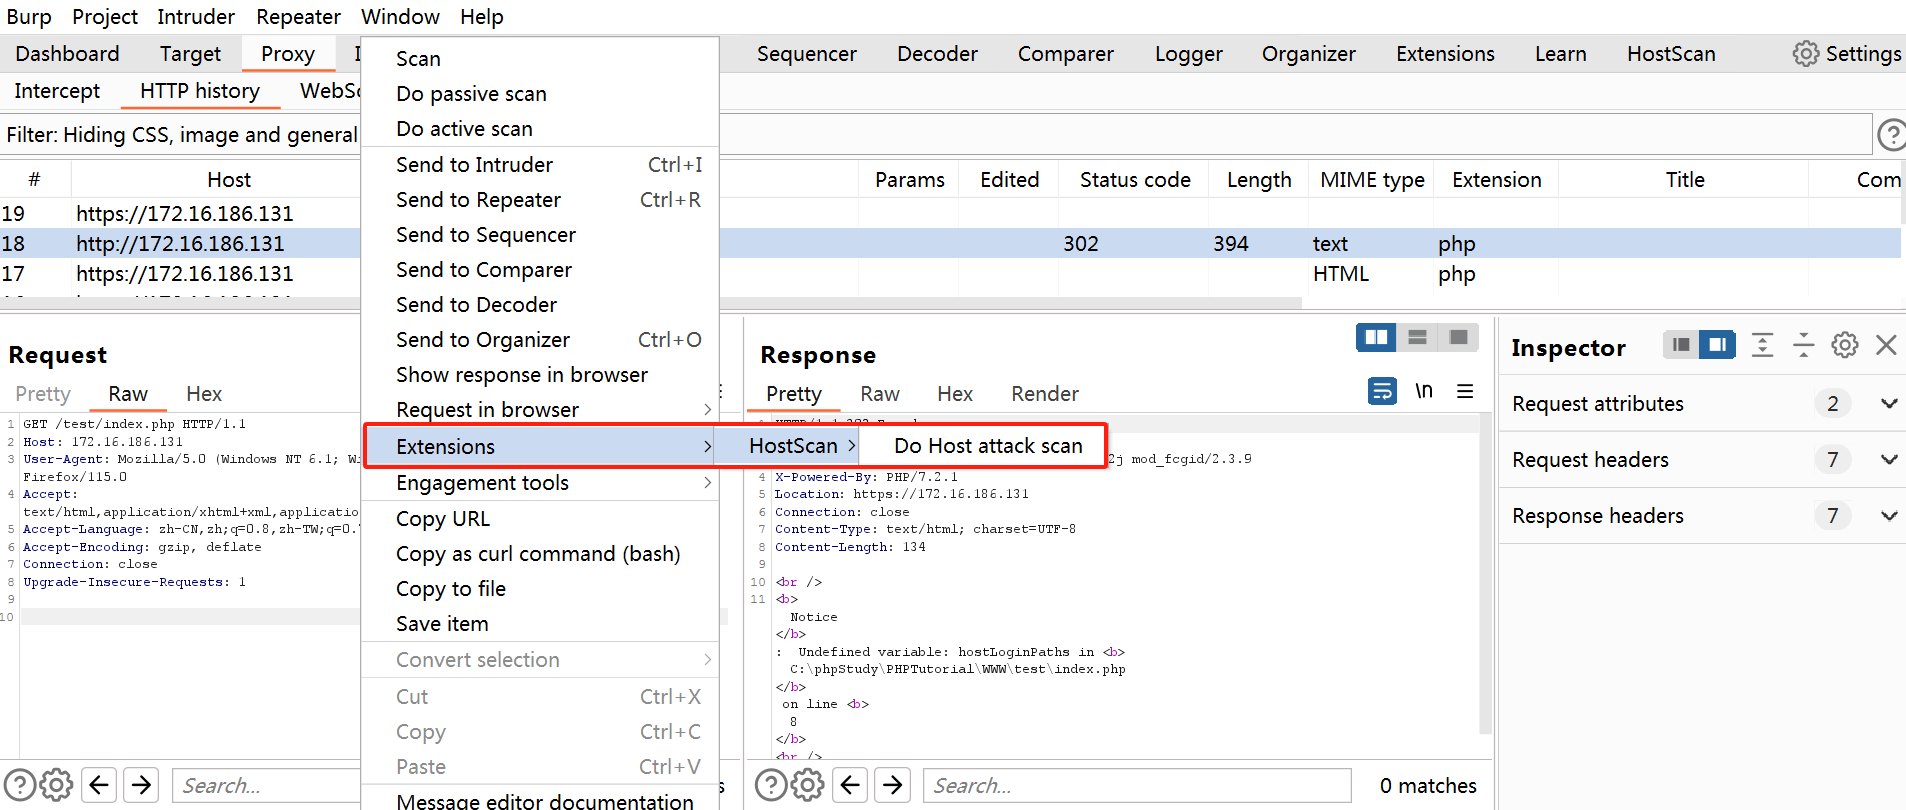 Burp Project Intruder Repeater Window Help
Dashboard Target Proxy Sequencer Decoder Comparer Logger Organizer Extensions Learn HostScan Settings
Intercept HTTP history
Filter: Hiding CSS, image and general
# Host Params Edited Status code Length MIME type Extension Title Com
19 https://172.16.186.131
18 http://172.16.186.131 302 394 text php
17 https://172.16.186.131 HTML php
Scan
Do passive scan
Do active scan
Send to Intruder Ctrl+I
Send to Repeater Ctrl+R
Send to Sequencer
Send to Comparer
Send to Decoder
Send to Organizer Ctrl+O
Show response in browser
Request in browser
Extensions HostScan Do Host attack scan
Engagement tools
Copy URL
Copy as curl command (bash)
Copy to file
Save item
Convert selection
Cut Ctrl+X
Copy Ctrl+C
Paste Ctrl+V
Message editor documentation
Request
Pretty Raw Hex
1 GET /test/index.php HTTP/1.1
2 Host: 172.16.186.131
3 User-Agent: Mozilla/5.0 (Windows NT 6.1; Wi
Firefox/115.0
4 Accept:
text/html,application/xhtml+xml,applicatio
5 Accept-Language: zh-CN,zh;q=0.8,zh-TW;q=0.7
6 Accept-Encoding: gzip, deflate
7 Connection: close
8 Upgrade-Insecure-Requests: 1
9
10
Search...
Response
Pretty Raw Hex Render
\n
2j mod_fcgid/2.3.9
4 X-Powered-By: PHP/7.2.1
5 Location: https://172.16.186.131
6 Connection: close
7 Content-Type: text/html; charset=UTF-8
8 Content-Length: 134
9
10 <br />
11 <b>
Notice
</b>
: Undefined variable: hostLoginPaths in <b>
C:\phpStudy\PHPTutorial\WWW\test\index.php
</b>
on line <b>
8
</b>
<br />
Search... 0 matches
Inspector
Request attributes 2
Request headers 7
Response headers 7